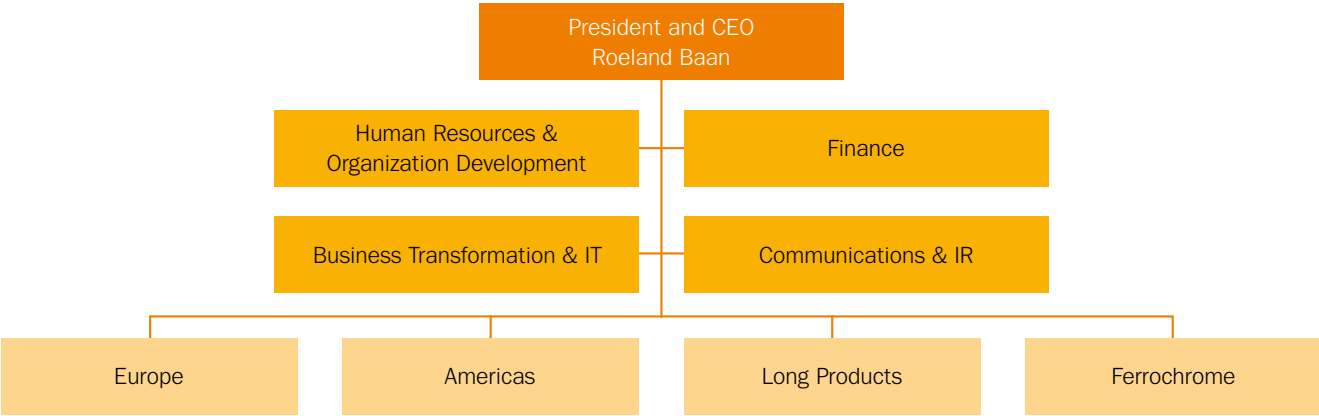 President and CEO
Roeland Baan
Human Resources &
Organization Development
Finance
Business Transformation & IT
Communications & IR
Europe
Americas
Long Products
Ferrochrome